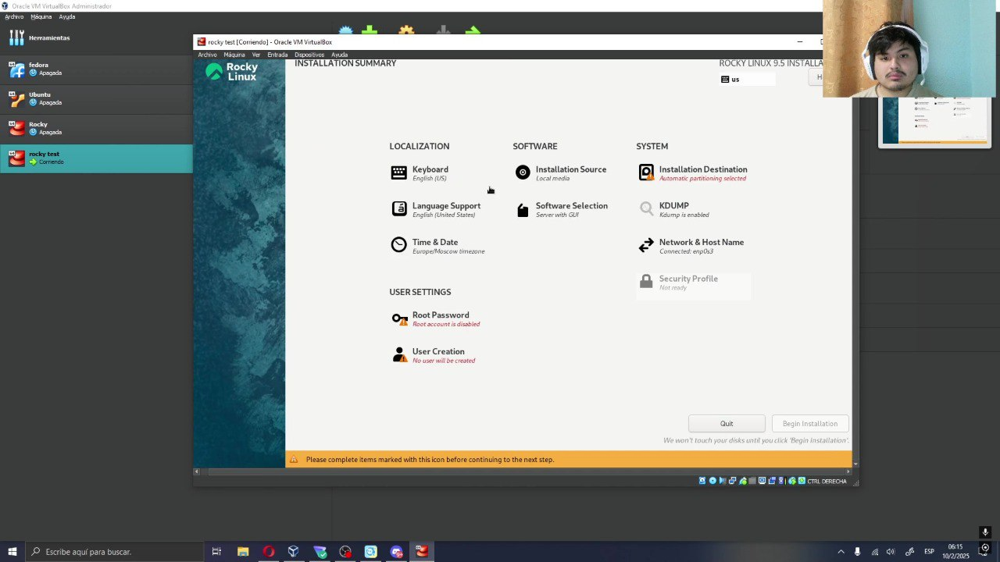 Oracle VM VirtualBox Administrador
Archivo Máquina Ayuda
Herramientas
fedora
Apagada
Ubuntu
Apagada
Rocky
Apagada
rocky test
Corriendo
rocky test [Corriendo] - Oracle VM VirtualBox
Archivo Máquina Ver Entrada Dispositivos Ayuda
Rocky
Linux
INSTALLATION SUMMARY
ROCKY LINUX 9.5 INSTALLA
us
H
LOCALIZATION
Keyboard
English (US)
Language Support
English (United States)
Time & Date
Europe/Moscow timezone
SOFTWARE
Installation Source
Local media
Software Selection
Server with GUI
SYSTEM
Installation Destination
Automatic partitioning selected
KDUMP
Kdump is enabled
Network & Host Name
Connected: enp0s3
Security Profile
Not ready
USER SETTINGS
Root Password
Root account is disabled
User Creation
No user will be created
Quit
Begin Installation
We won't touch your disks until you click 'Begin Installation'.
Please complete items marked with this icon before continuing to the next step.
CTRL DERECHA
Escribe aquí para buscar.
ESP
06:15
10/2/2025